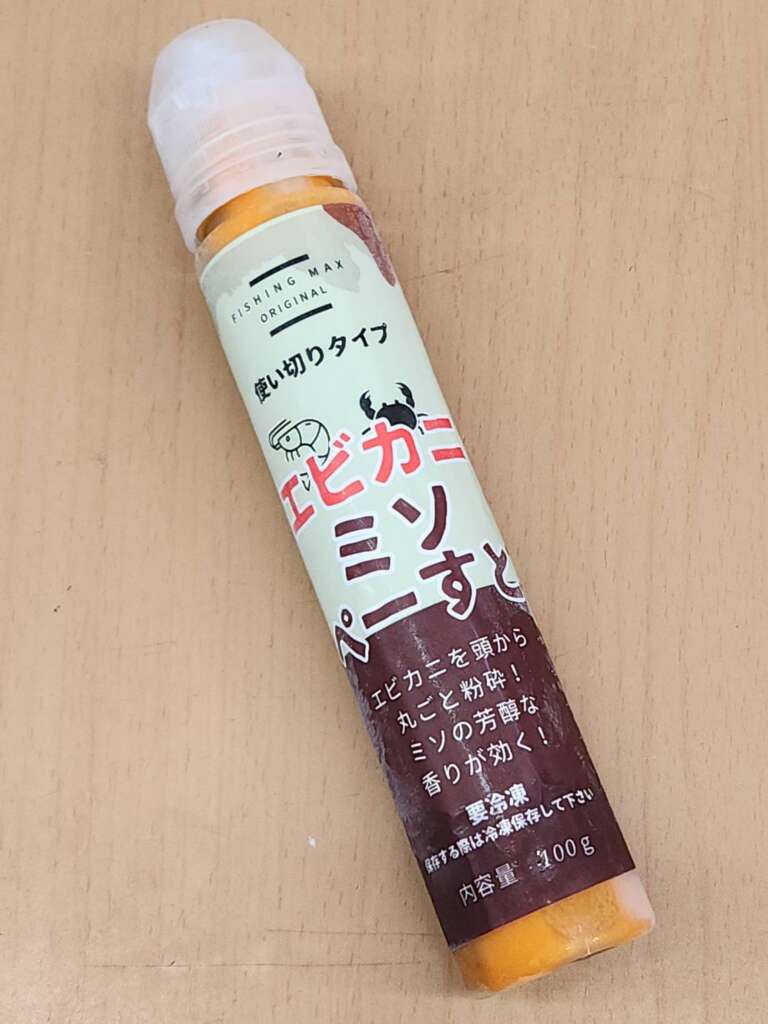 FISHING MAX
ORIGINAL
使い切りタイプ
エビカニ
ミソ
ぺーすと
エビカニを頭から
丸ごと粉砕！
ミソの芳醇な
香りが効く！
要冷凍
保存する際は冷凍保存して下さい
内容量：100g